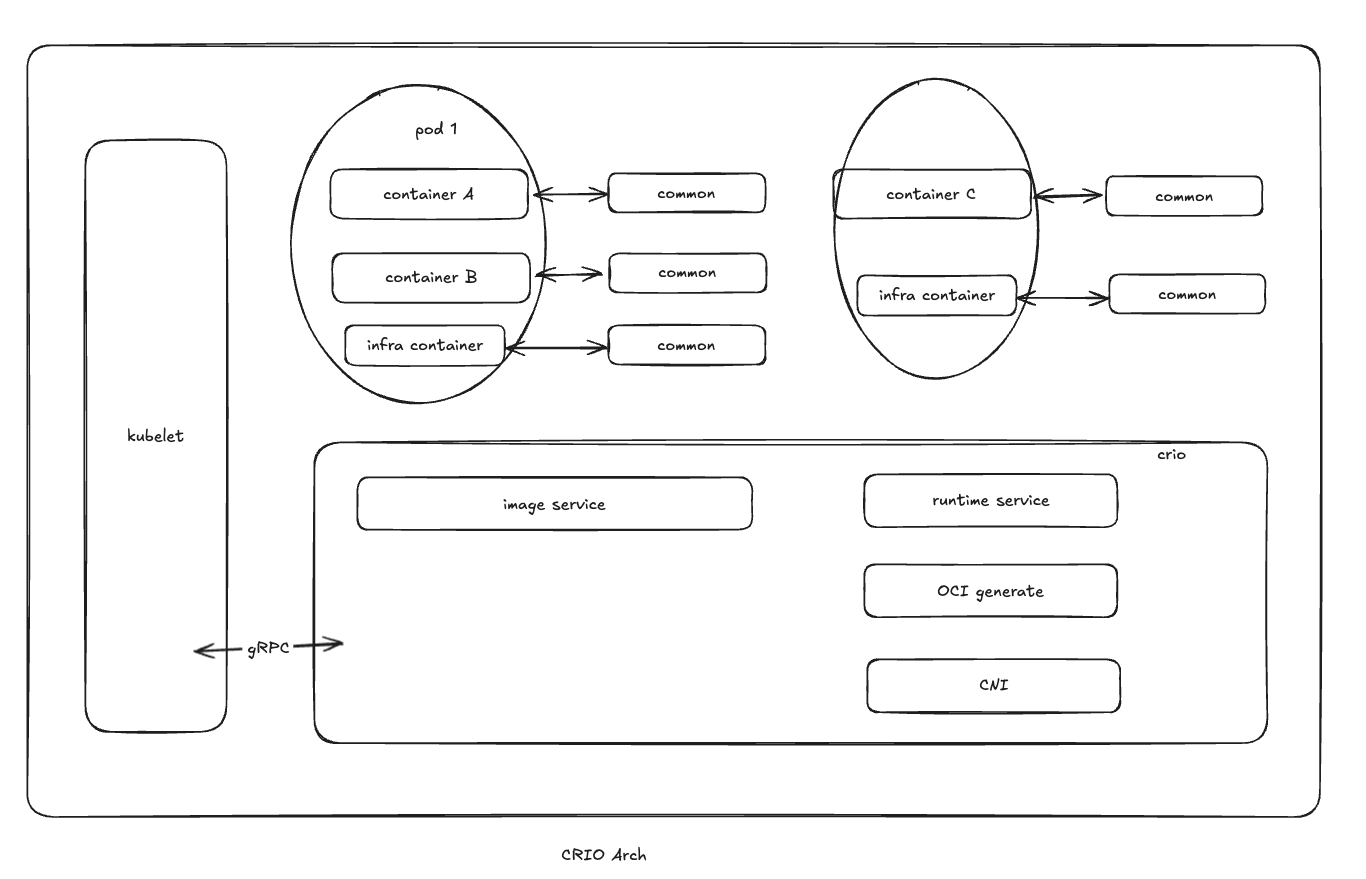 pod 1
container A
common
container C
common
container B
common
infra container
common
infra container
common
kubelet
crio
image service
runtime service
OCI generate
gRPC
CNI
CRIO Arch